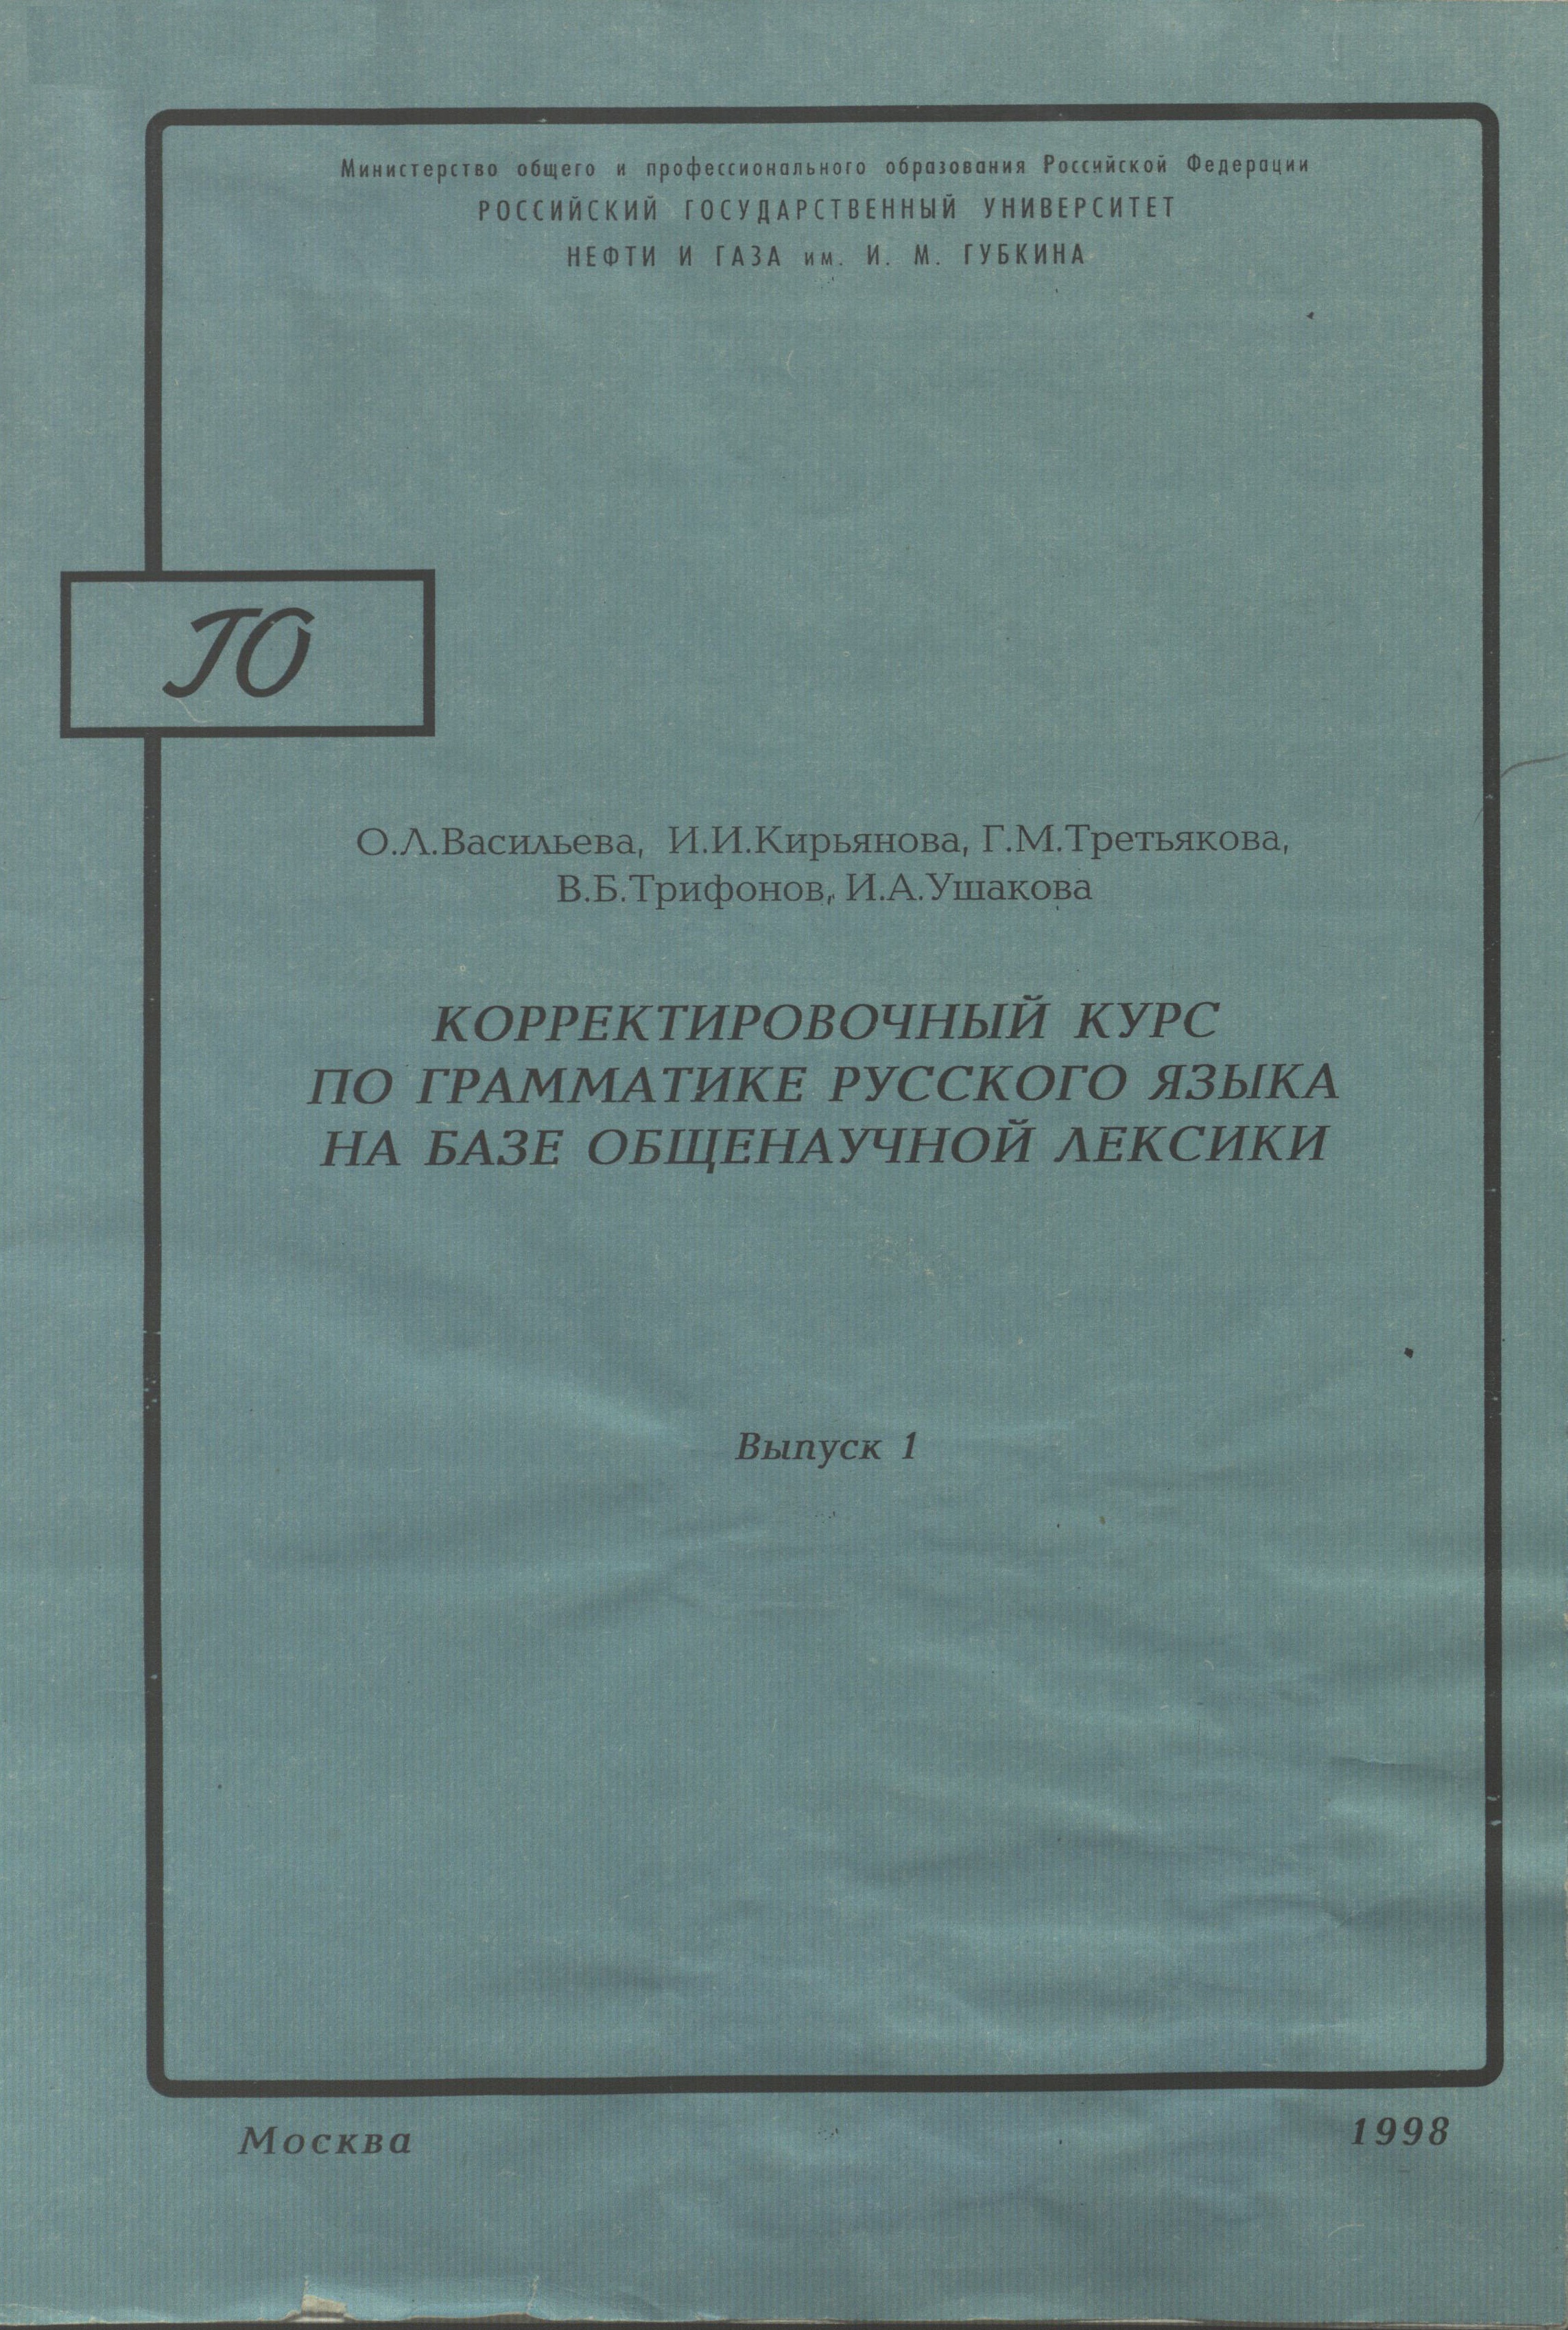 Министерство общего и профессионального образования Российской Федерации
РОССИЙСКИЙ ГОСУДАРСТВЕННЫЙ УНИВЕРСИТЕТ
НЕФТИ И ГАЗА им. И. М. ГУБКИНА
ГО
О.Л.Васильева, И.И.Кирьянова, Г.М.Третьякова,
В.Б.Трифонов, И.А.Ушакова
КОРРЕКТИРОВОЧНЫЙ КУРС
ПО ГРАММАТИКЕ РУССКОГО ЯЗЫКА
НА БАЗЕ ОБЩЕНАУЧНОЙ ЛЕКСИКИ
Выпуск 1
Москва
1998